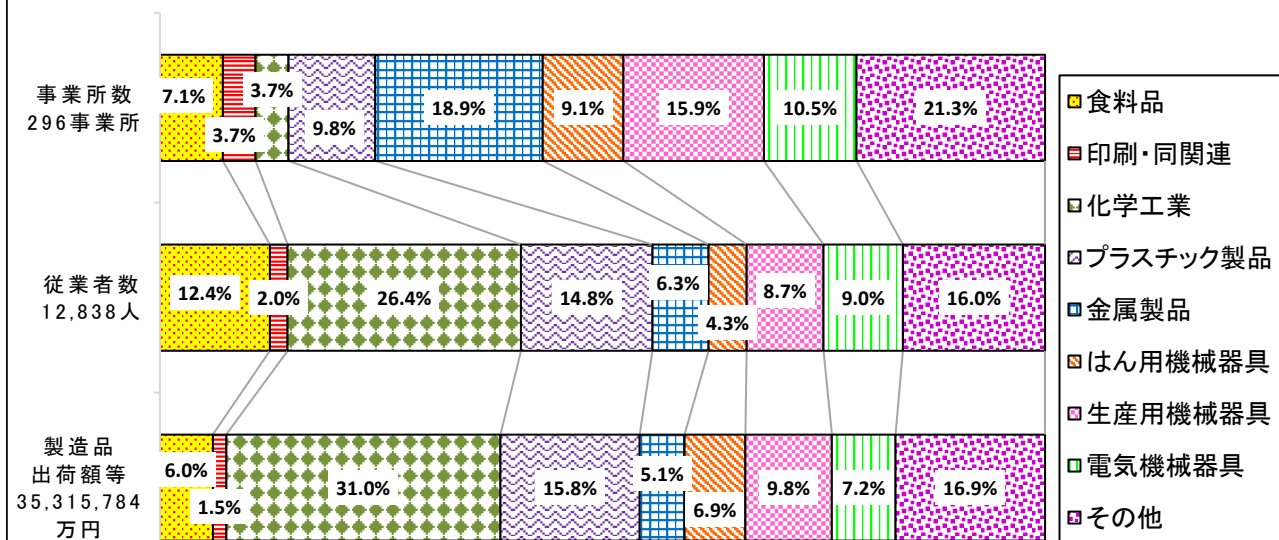 事業所数
296事業所
7.1%
3.7%
3.7%
9.8%
18.9%
9.1%
15.9%
10.5%
21.3%
従業者数
12,838人
12.4%
2.0%
26.4%
14.8%
6.3%
4.3%
8.7%
9.0%
16.0%
製造品
出荷額等
35,315,784
万円
6.0%
1.5%
31.0%
15.8%
5.1%
6.9%
9.8%
7.2%
16.9%
食料品
印刷・同関連
化学工業
プラスチック製品
金属製品
はん用機械器具
生産用機械器具
電気機械器具
その他